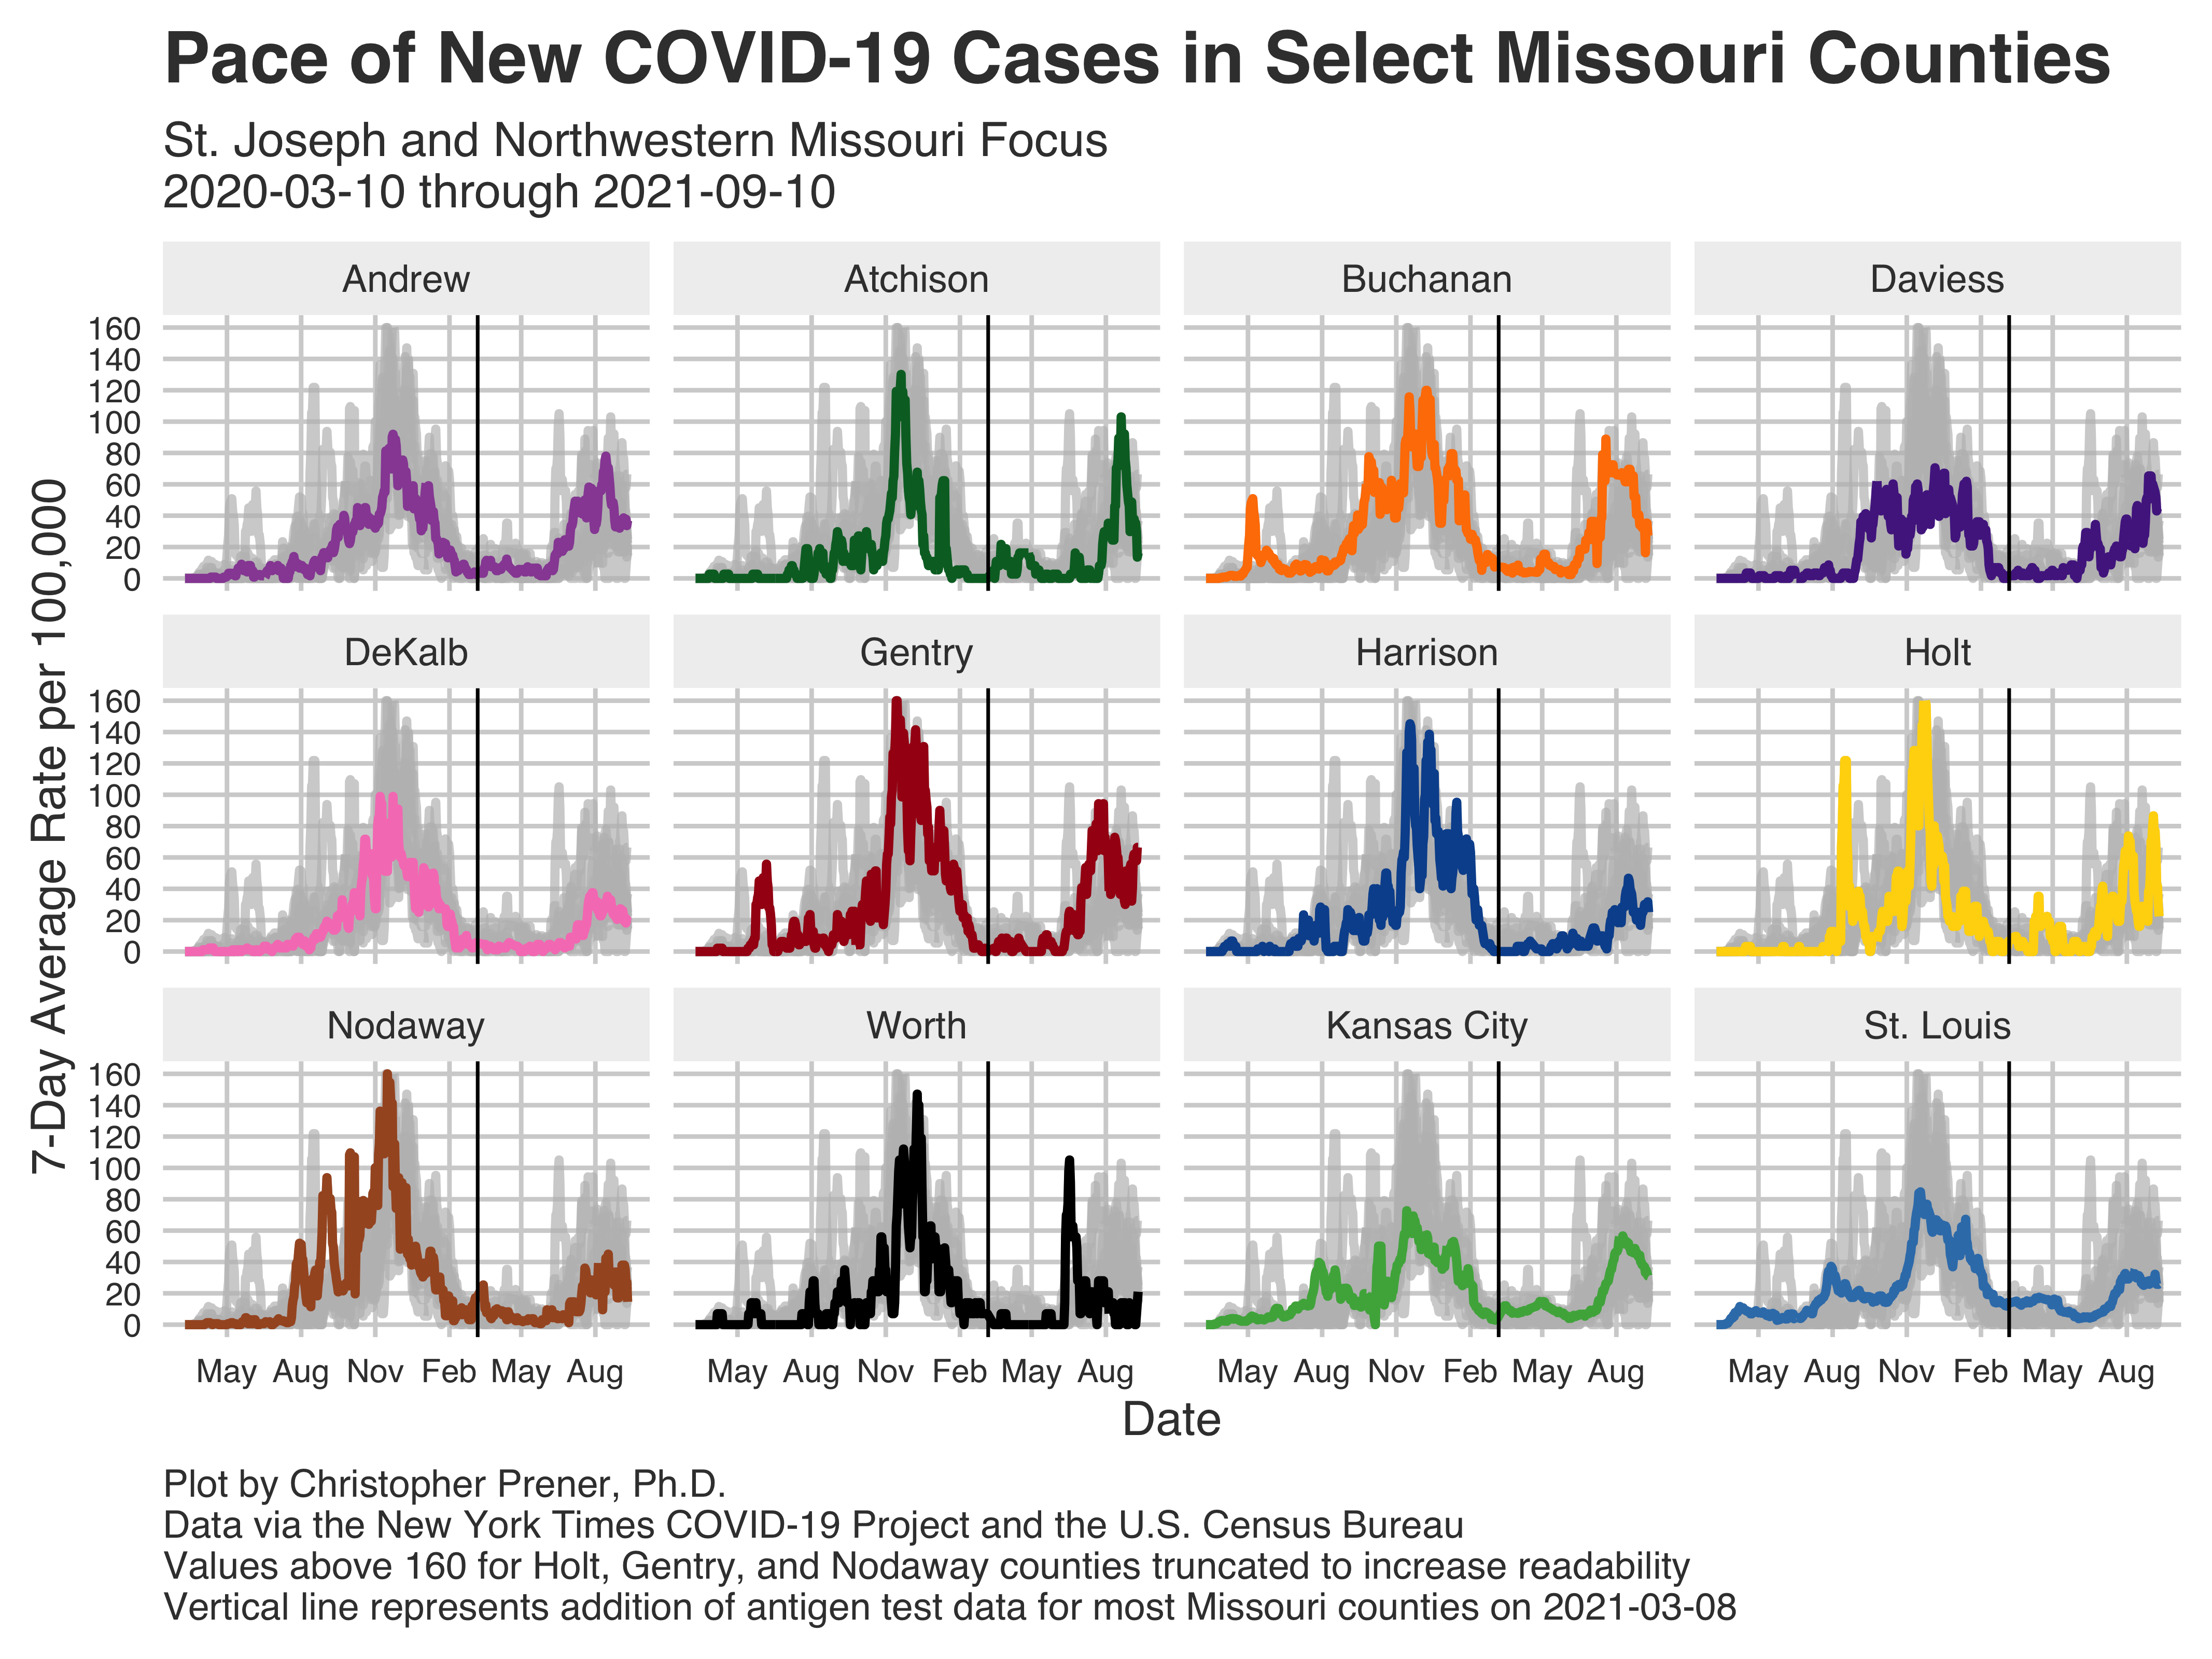 Pace of New COVID-19 Cases in Select Missouri Counties
St. Joseph and Northwestern Missouri Focus
2020-03-10 through 2021-09-10
7-Day Average Rate per 100,000
Andrew Atchison Buchanan Daviess
160
140
120
100
80
60
40
20
0
DeKalb Gentry Harrison Holt
160
140
120
100
80
60
40
20
0
Nodaway Worth Kansas City St. Louis
160
140
120
100
80
60
40
20
0
May Aug Nov Feb May Aug May Aug Nov Feb May Aug May Aug Nov Feb May Aug May Aug Nov Feb May Aug
Date
Plot by Christopher Prener, Ph.D.
Data via the New York Times COVID-19 Project and the U.S. Census Bureau
Values above 160 for Holt, Gentry, and Nodaway counties truncated to increase readability
Vertical line represents addition of antigen test data for most Missouri counties on 2021-03-08